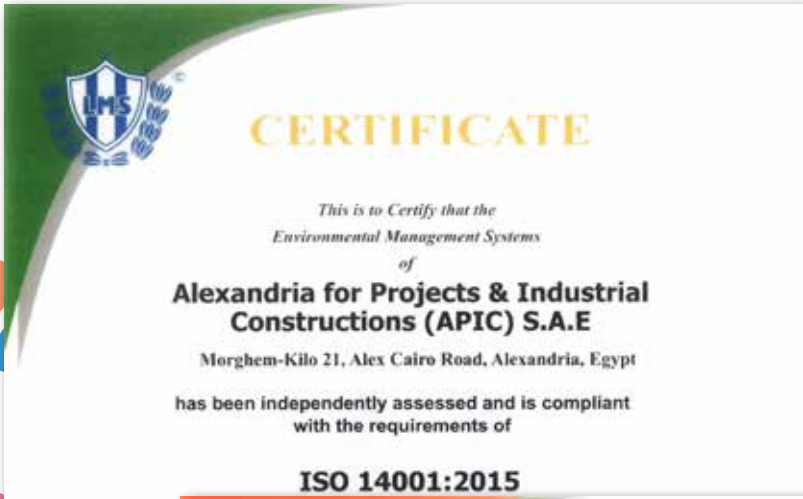 LMS
©
CERTIFICATE
This is to Certify that the
Environmental Management Systems
of
Alexandria for Projects & Industrial
Constructions (APIC) S.A.E
Morghem-Kilo 21, Alex Cairo Road, Alexandria, Egypt
has been independently assessed and is compliant
with the requirements of
ISO 14001:2015